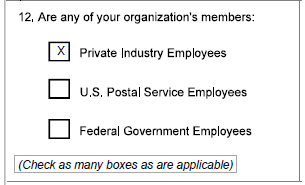 12. Are any of your organization's members:
X Private Industry Employees
U.S. Postal Service Employees
Federal Government Employees
(Check as many boxes as are applicable)